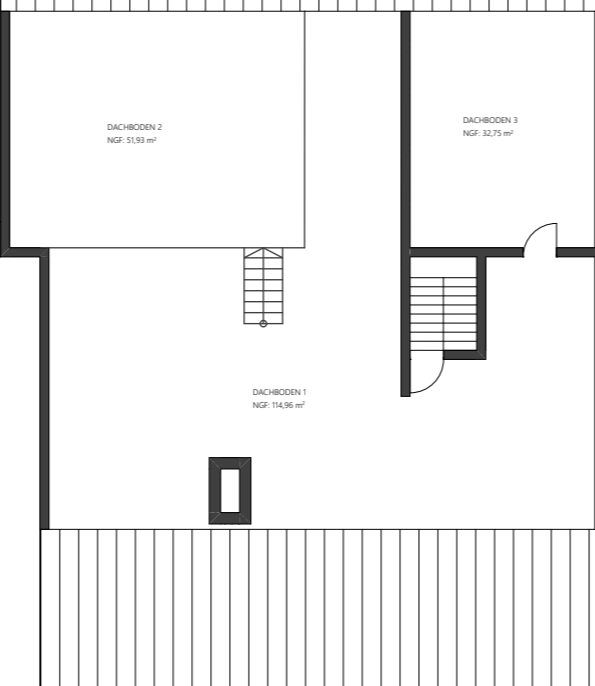 DACHBODEN 2
NGF: 51,93 m²
DACHBODEN 3
NGF: 32,75 m²
DACHBODEN 1
NGF: 114,96 m²